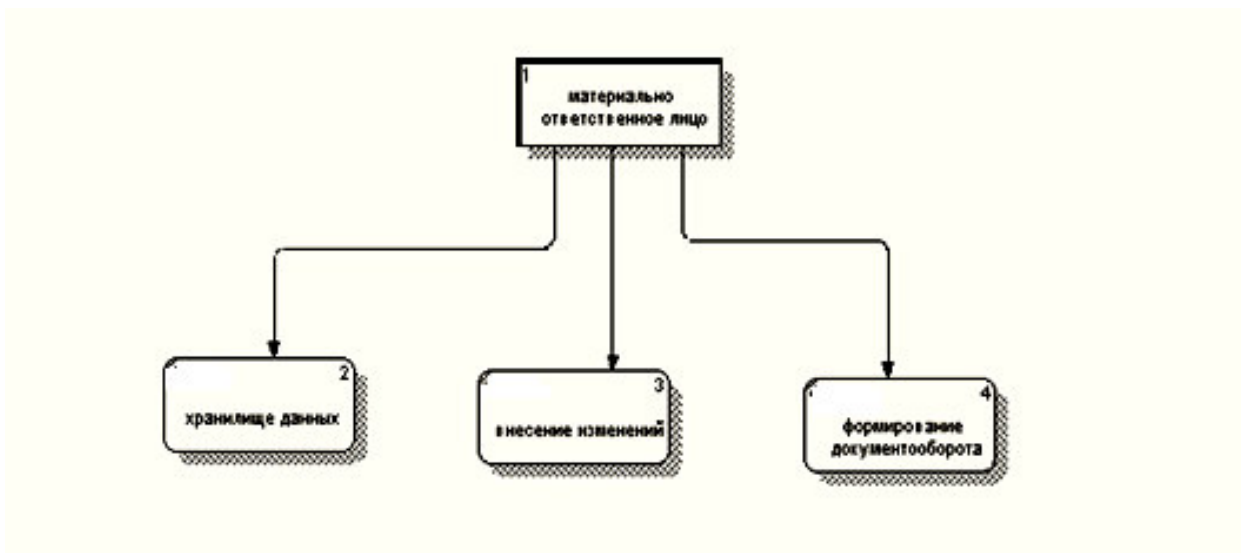 1
материально
ответственное лицо
2
хранилище данных
3
внесение изменений
4
формирование
документооборота